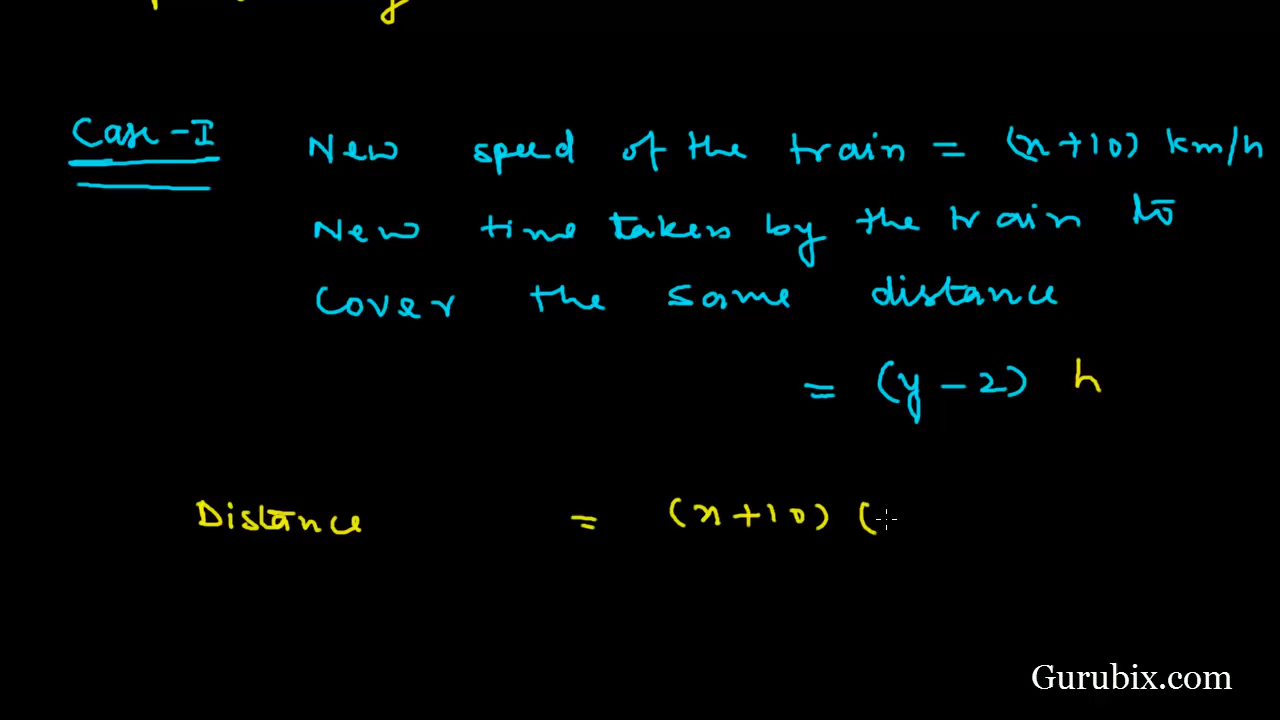 Case-I New speed of the train = (x+10) km/h
New time taken by the train to
cover the same distance
= (y-2) h
Distance = (x+10) (
Gurubix.com